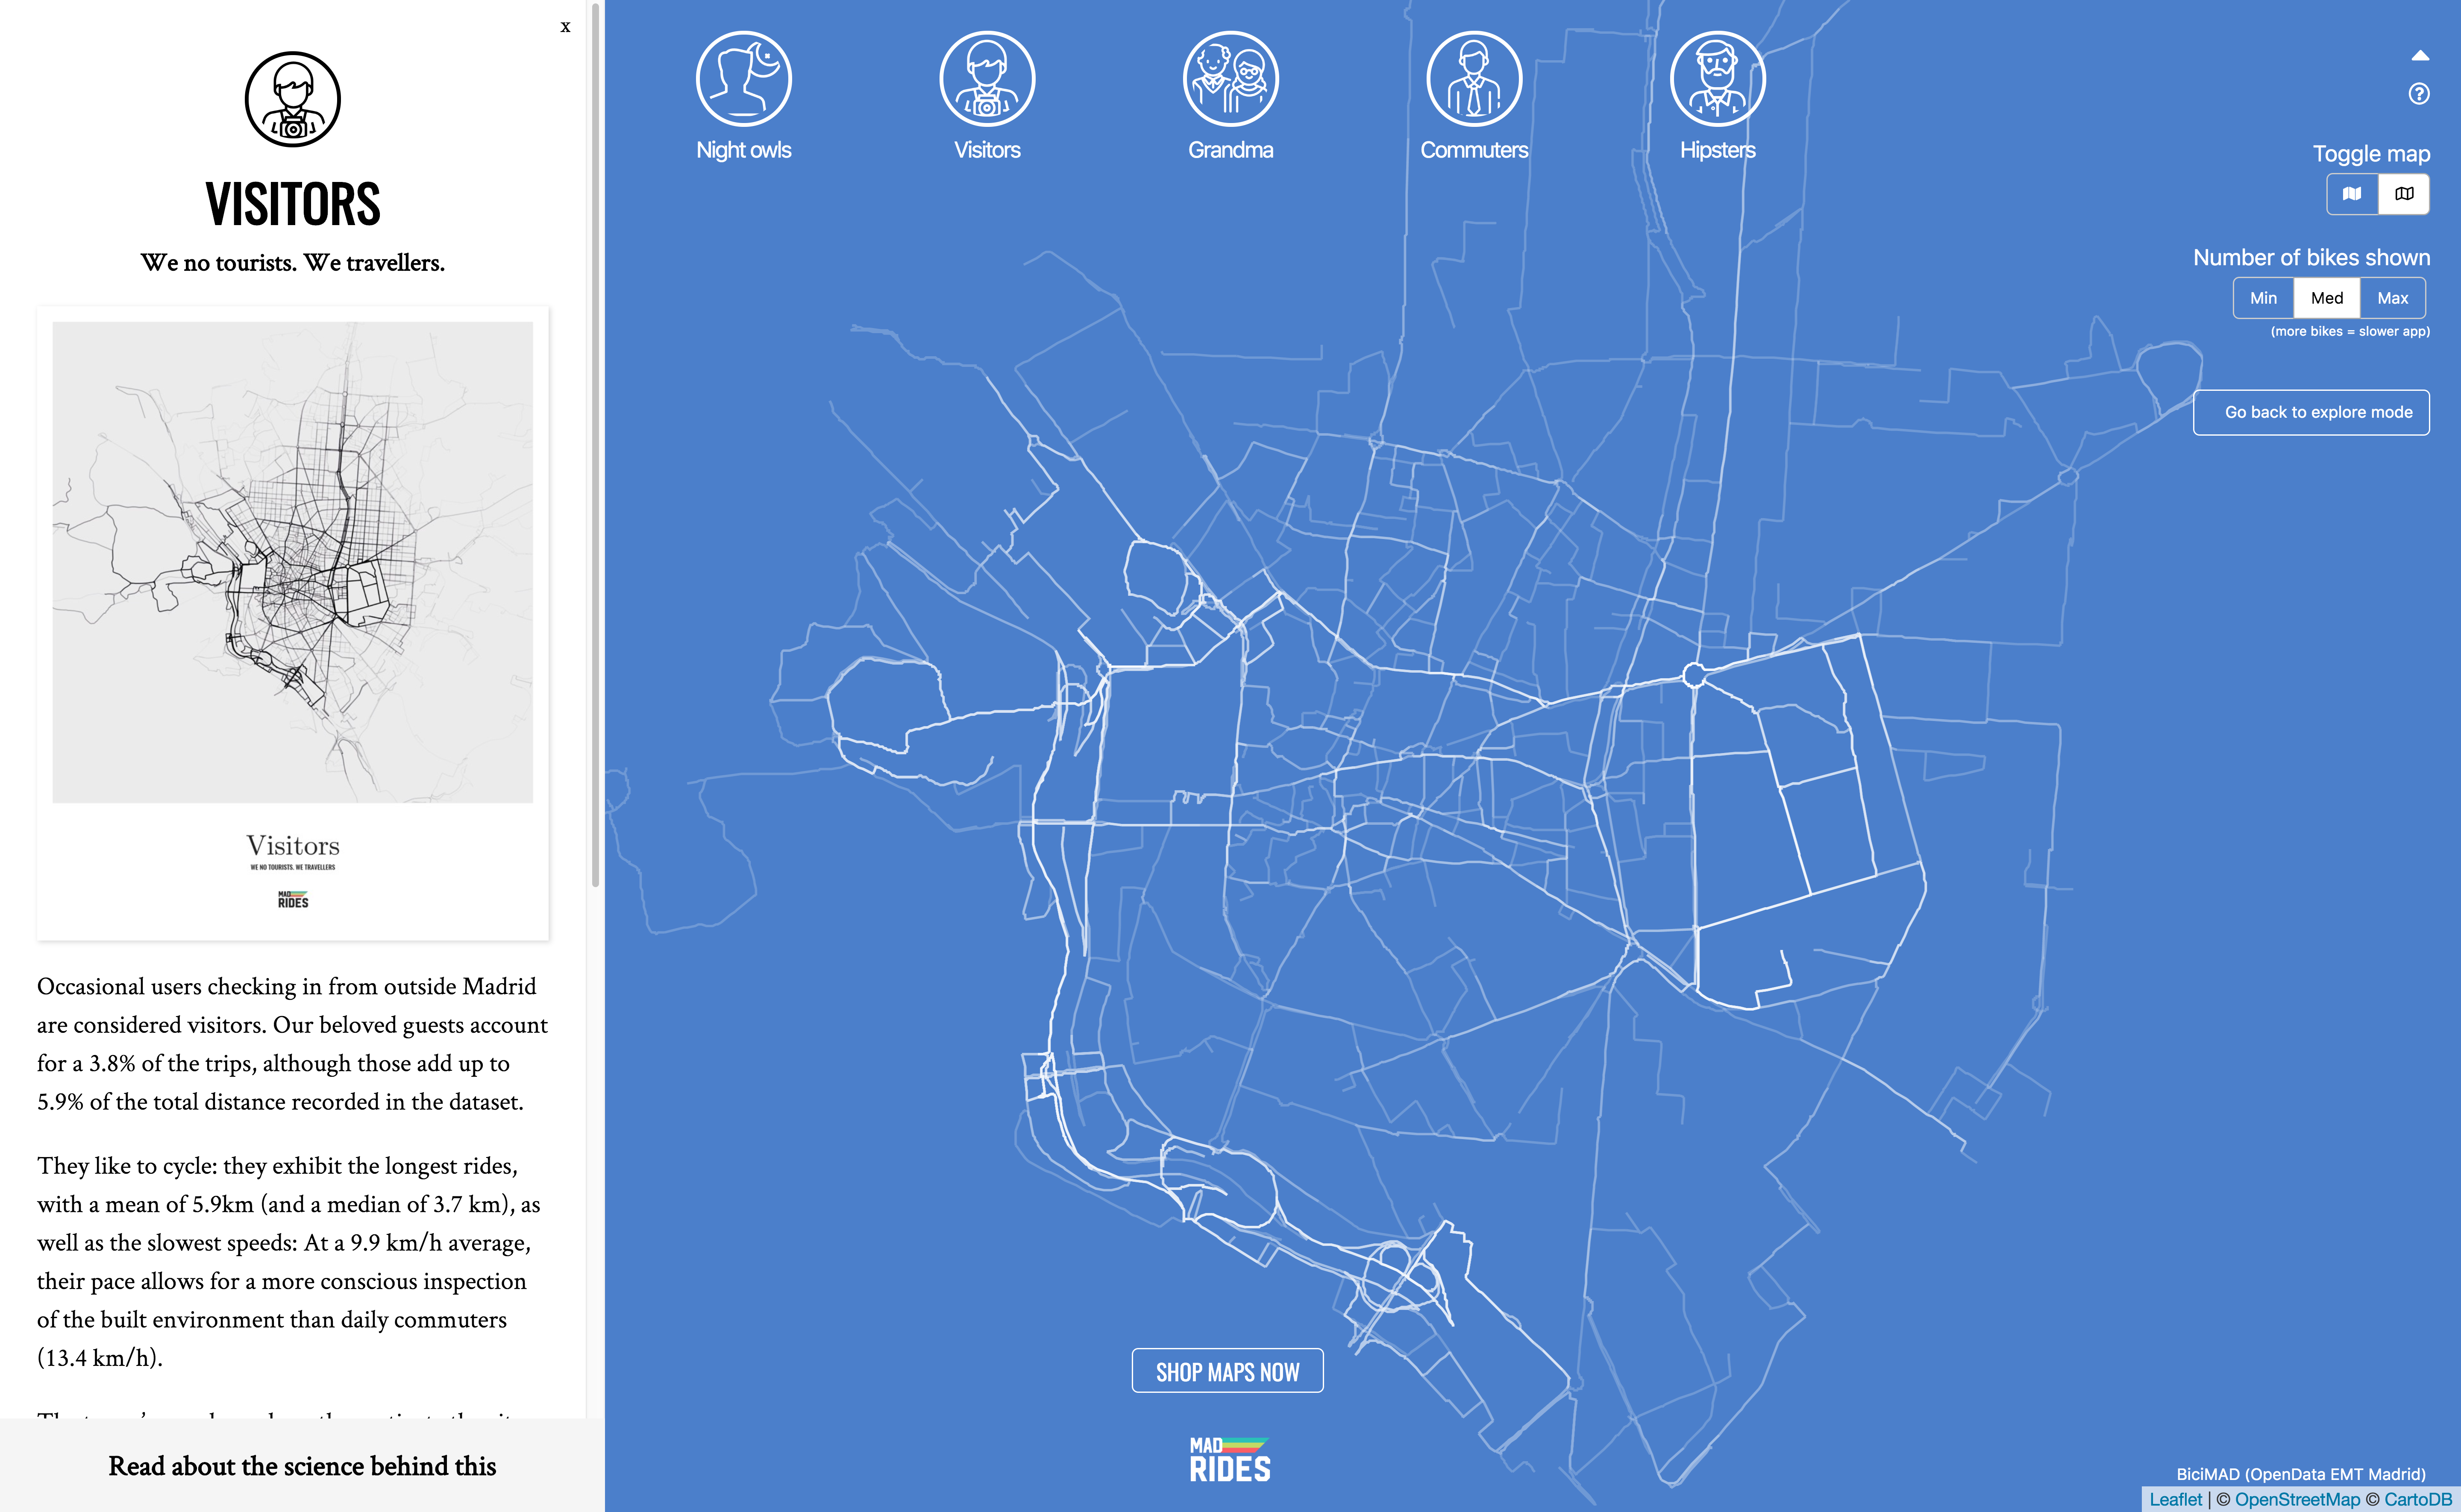 x
VISITORS
We no tourists. We travellers.
Visitors
WE NO TOURISTS. WE TRAVELLERS
MAD
RIDES
Occasional users checking in from outside Madrid
are considered visitors. Our beloved guests account
for a 3.8% of the trips, although those add up to
5.9% of the total distance recorded in the dataset.
They like to cycle: they exhibit the longest rides,
with a mean of 5.9km (and a median of 3.7 km), as
well as the slowest speeds: At a 9.9 km/h average,
their pace allows for a more conscious inspection
of the built environment than daily commuters
(13.4 km/h).
Read about the science behind this
Night owls
Visitors
Grandma
Commuters
Hipsters
?
Toggle map
Number of bikes shown
Min Med Max
(more bikes = slower app)
Go back to explore mode
SHOP MAPS NOW
MAD
RIDES
BiciMAD (OpenData EMT Madrid)
Leaflet | © OpenStreetMap © CartoDB